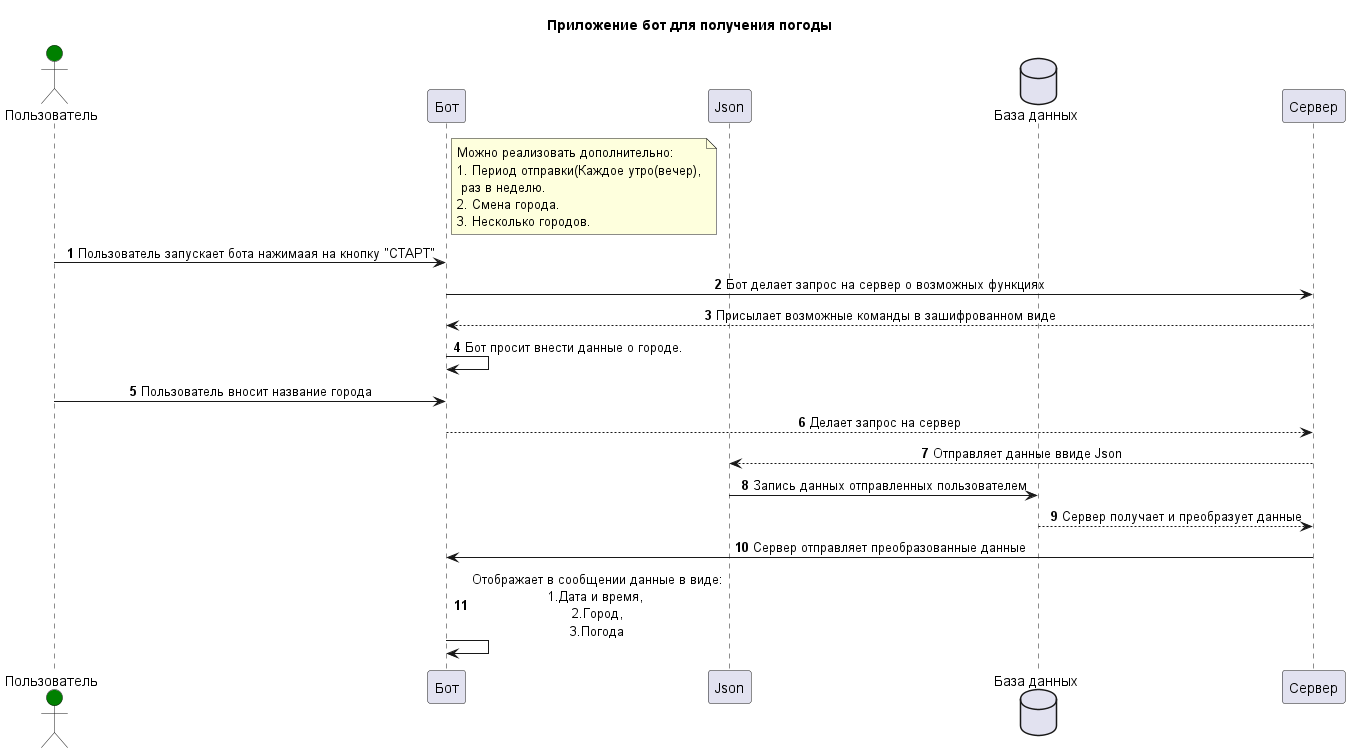 Приложение бот для получения погоды
Пользователь
Бот
Json
База данных
Сервер
Можно реализовать дополнительно:
1. Период отправки(Каждое утро(вечер),
раз в неделю.
2. Смена города.
3. Несколько городов.
1 Пользователь запускает бота нажимаая на кнопку "СТАРТ"
2 Бот делает запрос на сервер о возможных функциях
3 Присылает возможные команды в зашифрованном виде
4 Бот просит внести данные о городе.
5 Пользователь вносит название города
6 Делает запрос на сервер
7 Отправляет данные ввиде Json
8 Запись данных отправленных пользователем
9 Сервер получает и преобразует данные
10 Сервер отправляет преобразованные данные
Отображает в сообщении данные в виде:
1.Дата и время,
11
2.Город,
3.Погода
Пользователь
Бот
Json
База данных
Сервер